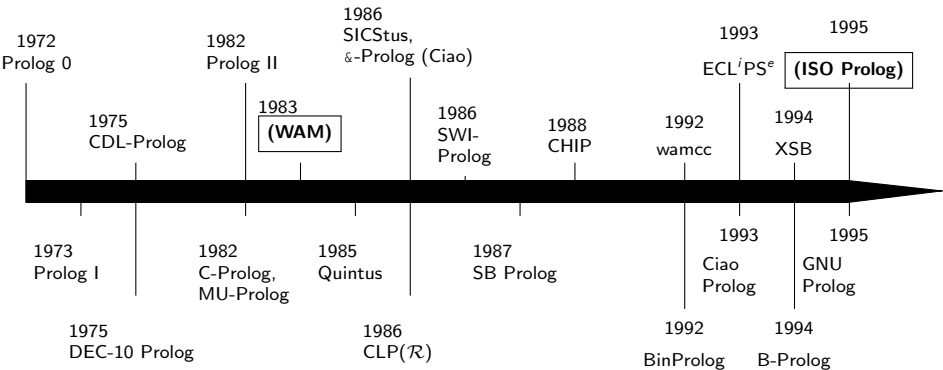 1972
Prolog 0
1975
CDL-Prolog
1982
Prolog II
1983
(WAM)
1986
SICStus,
&-Prolog (Ciao)
1986
SWI-
Prolog
1988
CHIP
1992
wamcc
1993
ECLⁱPSᵉ
1994
XSB
1995
(ISO Prolog)
1973
Prolog I
1975
DEC-10 Prolog
1982
C-Prolog,
MU-Prolog
1985
Quintus
1986
CLP(ℛ)
1987
SB Prolog
1992
BinProlog
1993
Ciao
Prolog
1994
B-Prolog
1995
GNU
Prolog